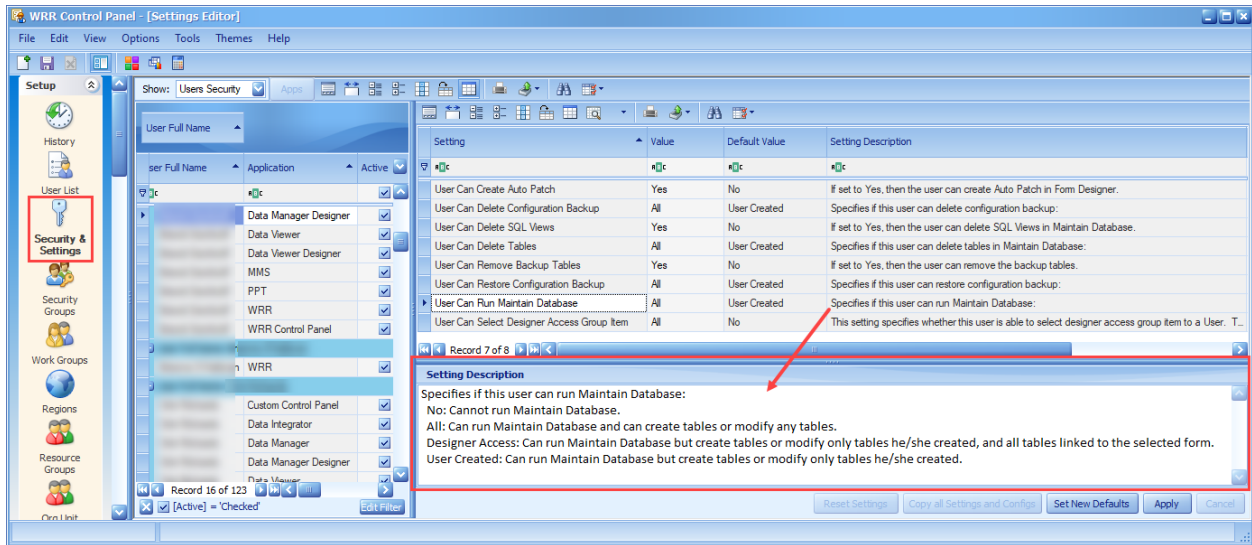 WRR Control Panel - [Settings Editor]
File Edit View Options Tools Themes Help
Setup
History
User List
Security &
Settings
Security
Groups
Work Groups
Regions
Resource
Groups
Org Unit
Show: Users Security Apps
User Full Name
ser Full Name Application Active
Data Manager Designer
Data Viewer
Data Viewer Designer
MMS
PPT
WRR
WRR Control Panel
n WRR
Custom Control Panel
Data Integrator
Data Manager
Data Manager Designer
Data Viewer
Record 16 of 123
[Active] = 'Checked' Edit Filter
Setting Value Default Value Setting Description
User Can Create Auto Patch Yes No If set to Yes, then the user can create Auto Patch in Form Designer.
User Can Delete Configuration Backup All User Created Specifies if this user can delete configuration backup:
User Can Delete SQL Views Yes No If set to Yes, then the user can delete SQL Views in Maintain Database.
User Can Delete Tables All User Created Specifies if this user can delete tables in Maintain Database:
User Can Remove Backup Tables Yes No If set to Yes, then the user can remove the backup tables.
User Can Restore Configuration Backup All User Created Specifies if this user can restore configuration backup:
User Can Run Maintain Database All User Created Specifies if this user can run Maintain Database:
User Can Select Designer Access Group Item All No This setting specifies whether this user is able to select designer access group item to a User. T...
Record 7 of 8
Setting Description
Specifies if this user can run Maintain Database:
No: Cannot run Maintain Database.
All: Can run Maintain Database and can create tables or modify any tables.
Designer Access: Can run Maintain Database but create tables or modify only tables he/she created, and all tables linked to the selected form.
User Created: Can run Maintain Database but create tables or modify only tables he/she created.
Reset Settings Copy all Settings and Configs Set New Defaults Apply Cancel